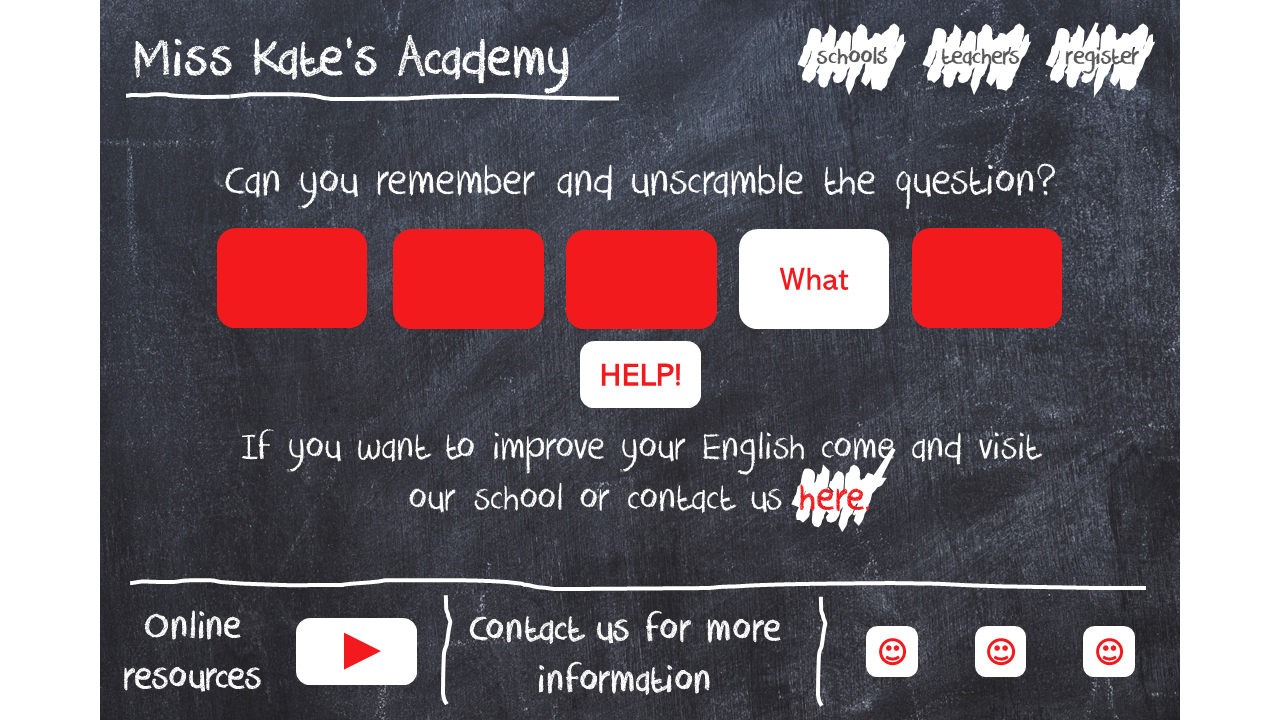 Miss Kate's Academy
schools teachers register
Can you remember and unscramble the question?
What
HELP!
If you want to improve your English come and visit
our school or contact us here.
Online
resources
Contact us for more
information